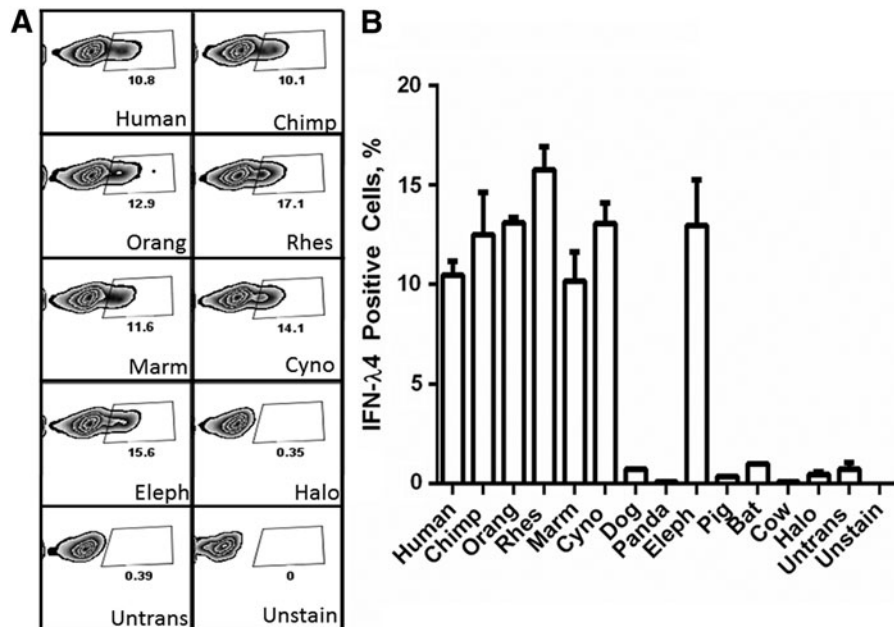 A
10.8
Human
10.1
Chimp
12.9
Orang
17.1
Rhes
11.6
Marm
14.1
Cyno
15.6
Eleph
0.35
Halo
0.39
Untrans
0
Unstain
B
IFN-λ4 Positive Cells, %
20
15
10
5
0
Human
Chimp
Orang
Rhes
Marm
Cyno
Dog
Panda
Eleph
Pig
Bat
Cow
Halo
Untrans
Unstain